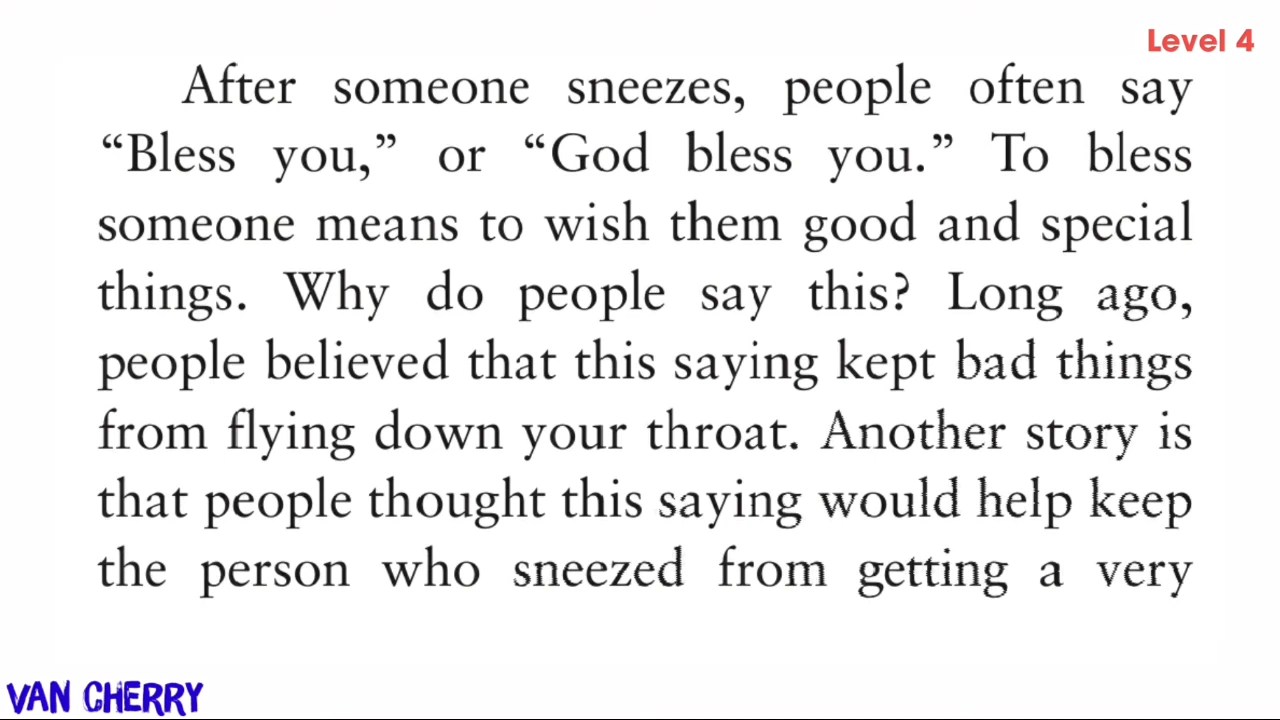 Level 4
After someone sneezes, people often say
“Bless you,” or “God bless you.” To bless
someone means to wish them good and special
things. Why do people say this? Long ago,
people believed that this saying kept bad things
from flying down your throat. Another story is
that people thought this saying would help keep
the person who sneezed from getting a very
VAN CHERRY